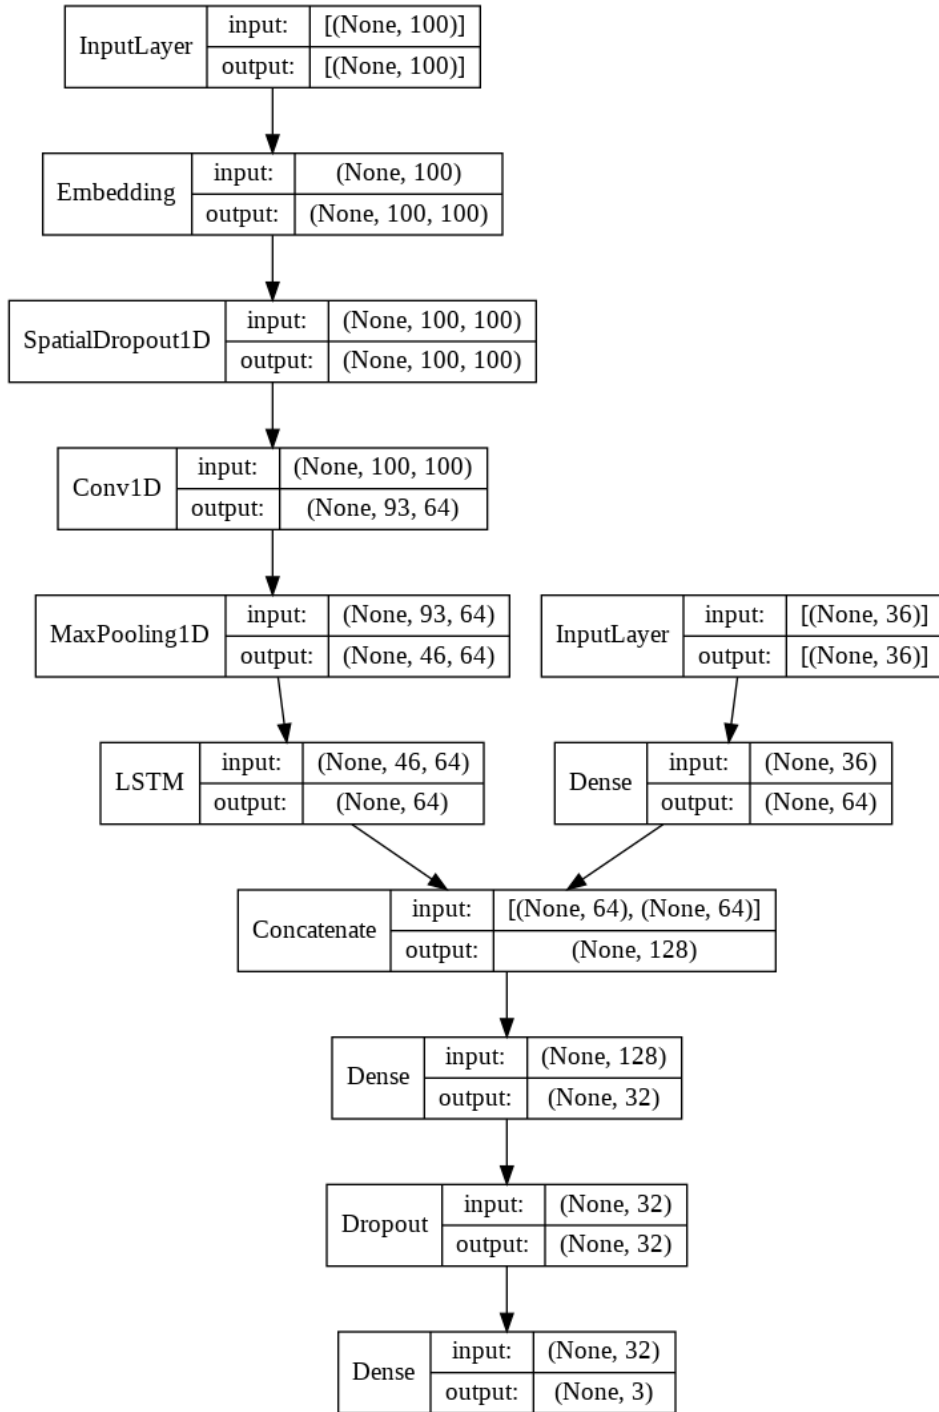 InputLayer input: [(None, 100)]
output: [(None, 100)]
Embedding input: (None, 100)
output: (None, 100, 100)
SpatialDropout1D input: (None, 100, 100)
output: (None, 100, 100)
Conv1D input: (None, 100, 100)
output: (None, 93, 64)
MaxPooling1D input: (None, 93, 64)
output: (None, 46, 64)
InputLayer input: [(None, 36)]
output: [(None, 36)]
LSTM input: (None, 46, 64)
output: (None, 64)
Dense input: (None, 36)
output: (None, 64)
Concatenate input: [(None, 64), (None, 64)]
output: (None, 128)
Dense input: (None, 128)
output: (None, 32)
Dropout input: (None, 32)
output: (None, 32)
Dense input: (None, 32)
output: (None, 3)